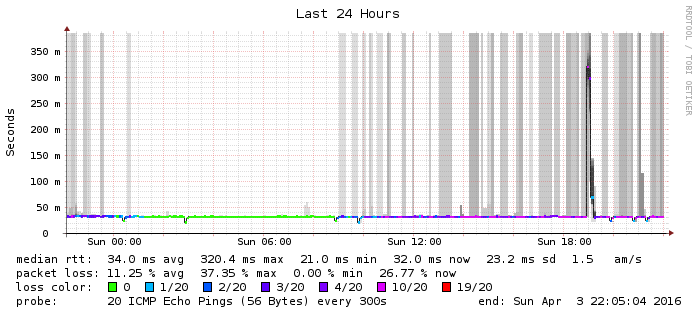 Last 24 Hours
RRDTOOL / TOBI OETIKER
Seconds
350 m
300 m
250 m
200 m
150 m
100 m
50 m
0
Sun 00:00 Sun 06:00 Sun 12:00 Sun 18:00
median rtt: 34.0 ms avg 320.4 ms max 21.0 ms min 32.0 ms now 23.2 ms sd 1.5 am/s
packet loss: 11.25 % avg 37.35 % max 0.00 % min 26.77 % now
loss color: 0 1/20 2/20 3/20 4/20 10/20 19/20
probe: 20 ICMP Echo Pings (56 Bytes) every 300s end: Sun Apr 3 22:05:04 2016